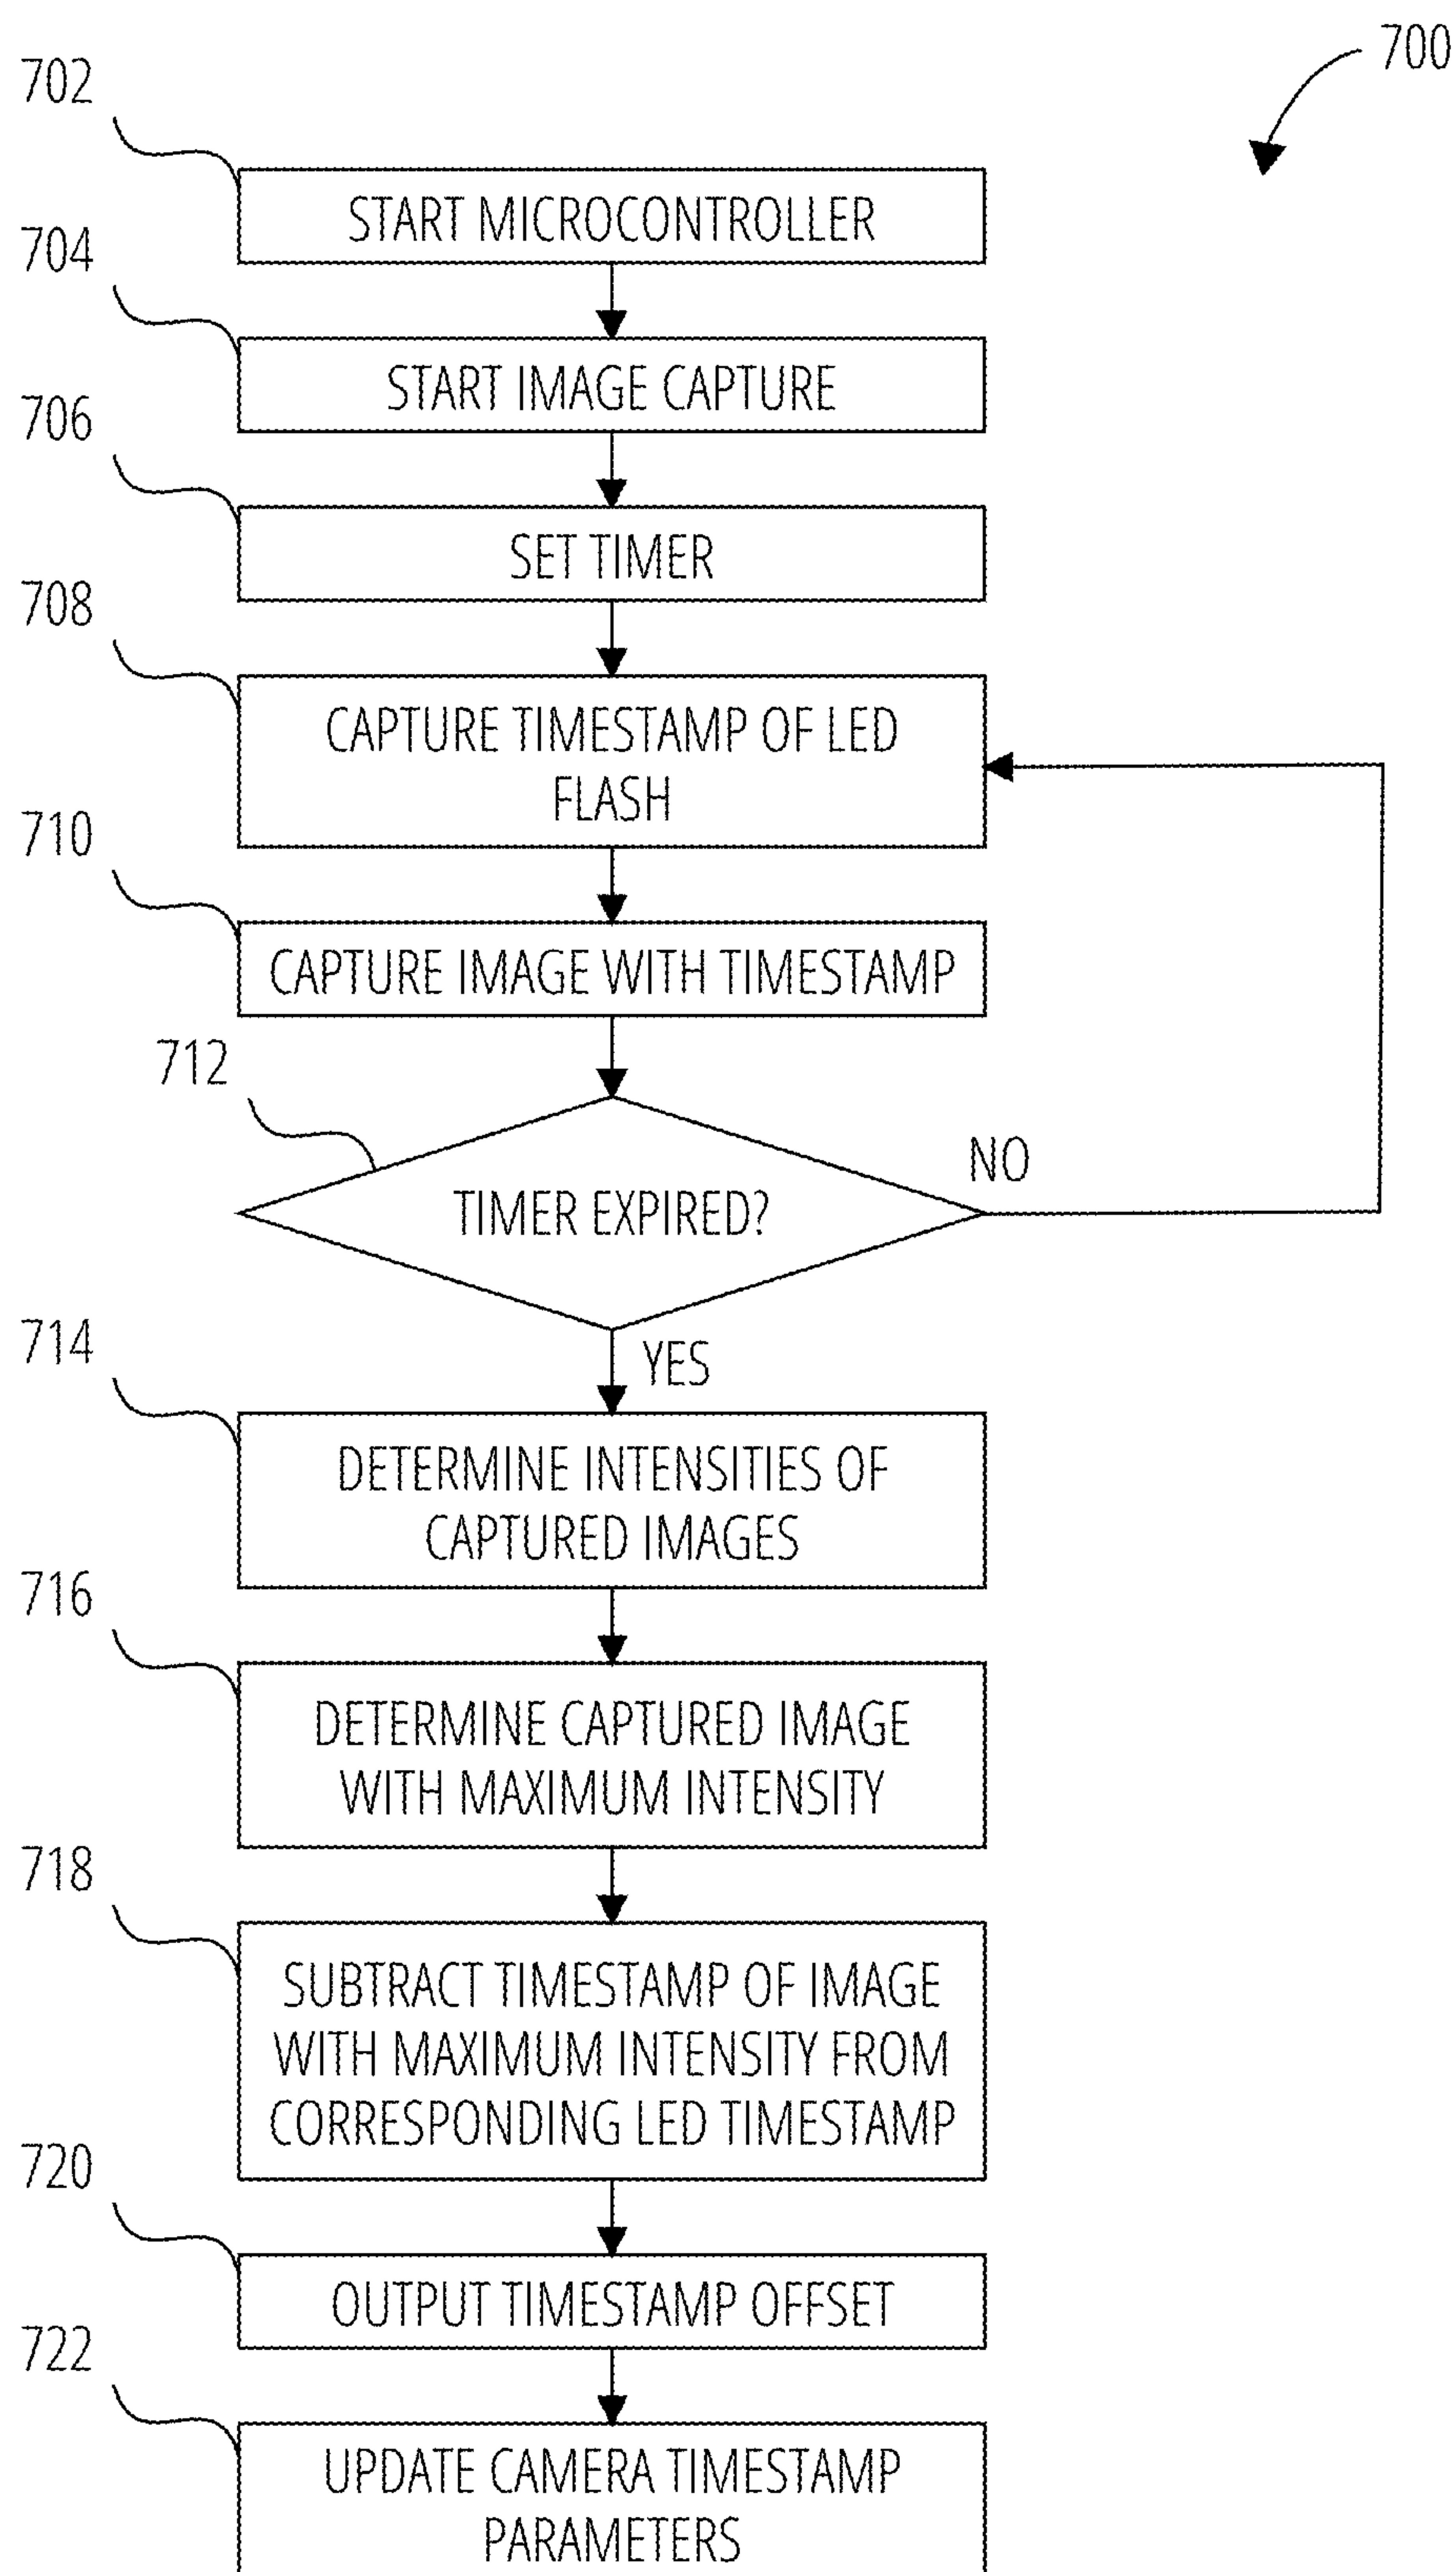 700
702
START MICROCONTROLLER
704
START IMAGE CAPTURE
706
SET TIMER
708
CAPTURE TIMESTAMP OF LED
FLASH
710
CAPTURE IMAGE WITH TIMESTAMP
712
TIMER EXPIRED?
NO
YES
714
DETERMINE INTENSITIES OF
CAPTURED IMAGES
716
DETERMINE CAPTURED IMAGE
WITH MAXIMUM INTENSITY
718
SUBTRACT TIMESTAMP OF IMAGE
WITH MAXIMUM INTENSITY FROM
CORRESPONDING LED TIMESTAMP
720
OUTPUT TIMESTAMP OFFSET
722
UPDATE CAMERA TIMESTAMP
PARAMETERS